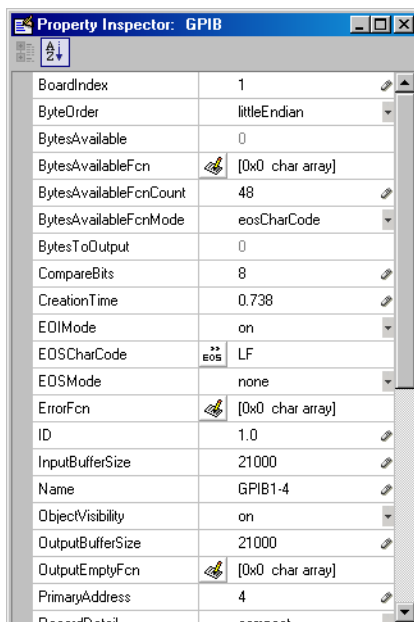 Property Inspector: GPIB
A
Z
BoardIndex 1
ByteOrder littleEndian
BytesAvailable 0
BytesAvailableFcn [0x0 char array]
BytesAvailableFcnCount 48
BytesAvailableFcnMode eosCharCode
BytesToOutput 0
CompareBits 8
CreationTime 0.738
EOIMode on
EOSCharCode EOS LF
EOSMode none
ErrorFcn [0x0 char array]
ID 1.0
InputBufferSize 21000
Name GPIB1-4
ObjectVisibility on
OutputBufferSize 21000
OutputEmptyFcn [0x0 char array]
PrimaryAddress 4
RecordDetail compact